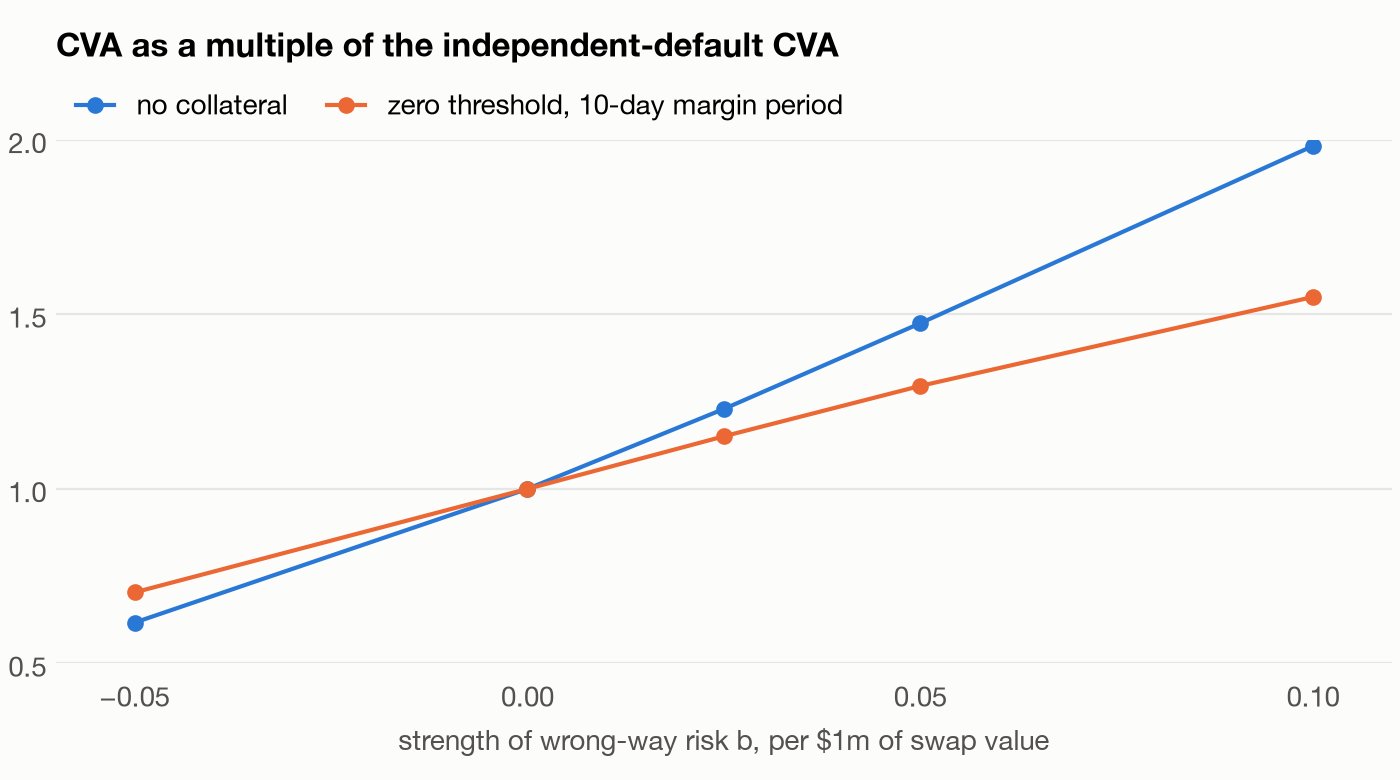 CVA as a multiple of the independent-default CVA
no collateral
zero threshold, 10-day margin period
2.0
1.5
1.0
0.5
−0.05
0.00
0.05
0.10
strength of wrong-way risk b, per $1m of swap value